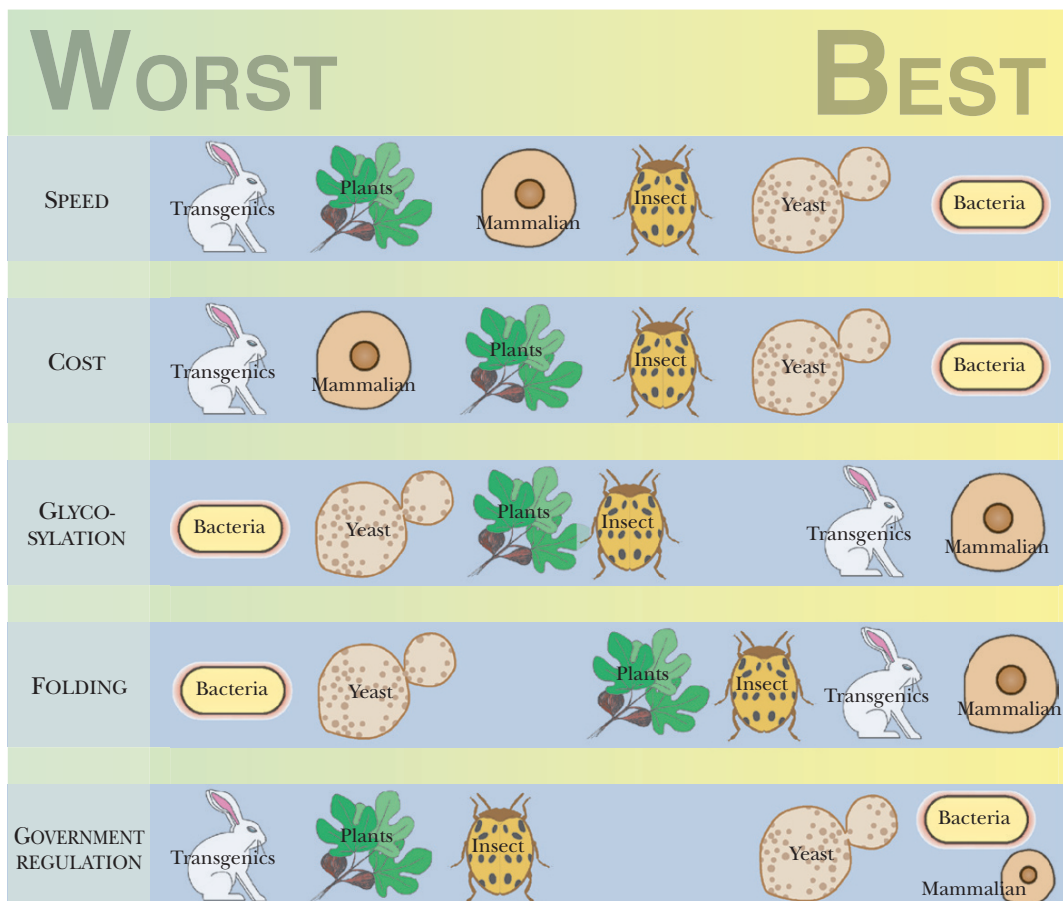 WORST BEST
SPEED Transgenics Plants Mammalian Insect Yeast Bacteria
COST Transgenics Mammalian Plants Insect Yeast Bacteria
GLYCO-
SYLATION Bacteria Yeast Plants Insect Transgenics Mammalian
FOLDING Bacteria Yeast Plants Insect Transgenics Mammalian
GOVERNMENT
REGULATION Transgenics Plants Insect Yeast Bacteria
Mammalian